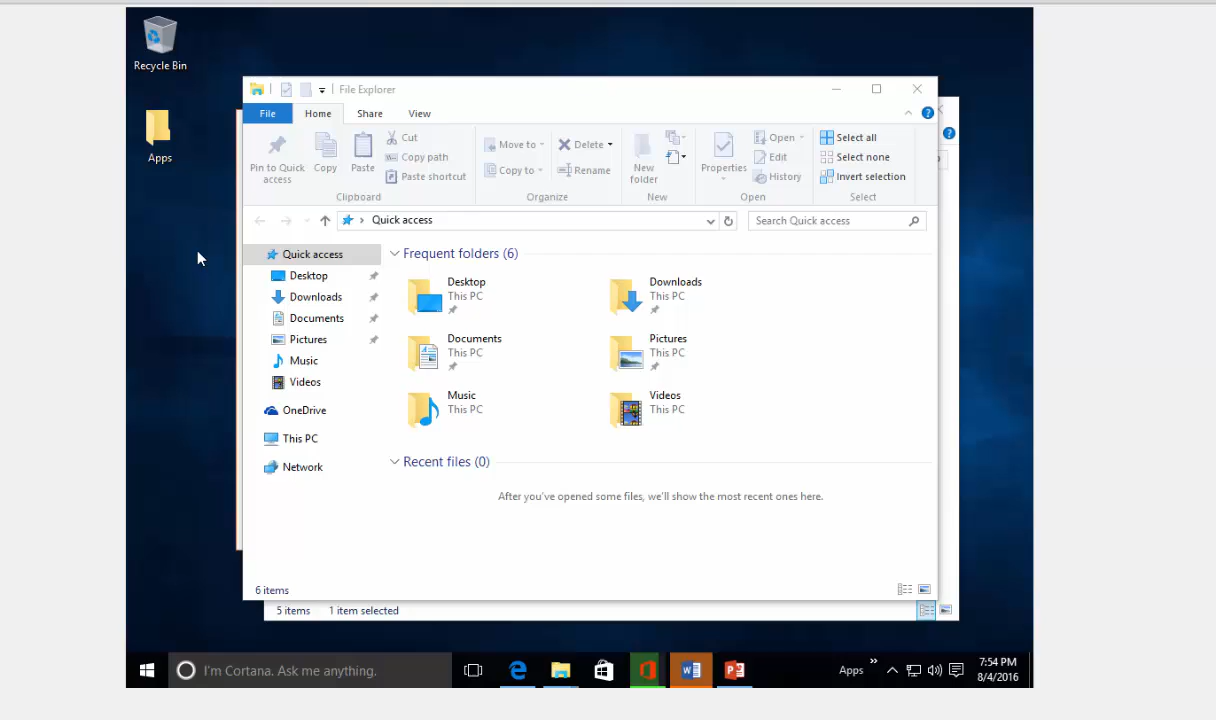 Recycle Bin
Apps
File Explorer
File Home Share View
Pin to Quick access
Copy
Paste
Cut
Copy path
Paste shortcut
Clipboard
Move to
Copy to
Delete
Rename
Organize
New folder
New
Properties
Open
Edit
History
Open
Select all
Select none
Invert selection
Select
Quick access
Search Quick access
Quick access
Desktop
Downloads
Documents
Pictures
Music
Videos
OneDrive
This PC
Network
Frequent folders (6)
Desktop
This PC
Downloads
This PC
Documents
This PC
Pictures
This PC
Music
This PC
Videos
This PC
Recent files (0)
After you've opened some files, we'll show the most recent ones here.
6 items
5 items 1 item selected
I'm Cortana. Ask me anything.
Apps
7:54 PM
8/4/2016